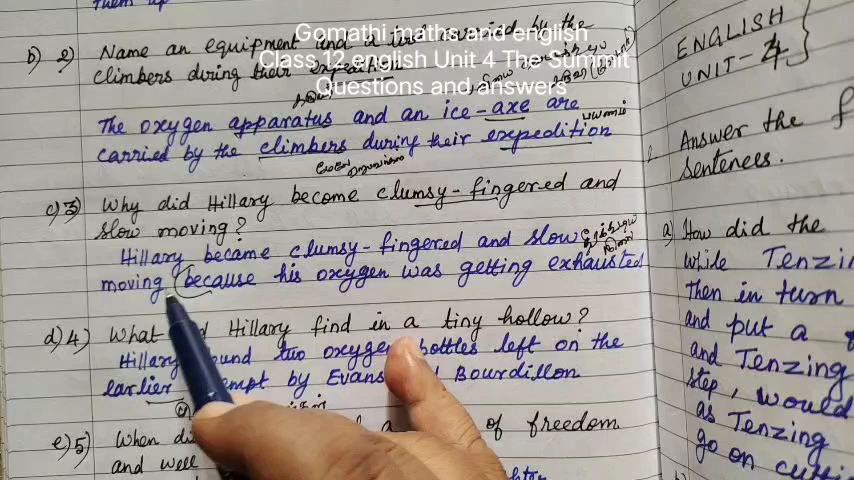 them up
Gomathi maths and english
Class 12 english Unit 4 The Summit
Questions and answers
b) 2) Name an equipment and a tool carried by the
climbers during their expedition
The oxygen apparatus and an ice-axe are
carried by the climbers during their expedition
பயணம்
c) 3) Why did Hillary become clumsy-fingered and
slow moving?
Hillary became clumsy-fingered and slow
moving (because his oxygen was getting exhausted
d) 4) What Hillary find in a tiny hollow?
Hillary found two oxygen bottles left on the
earlier attempt by Evans and Bourdillon
e) 5) When did a of freedom
and well
ENGLISH
UNIT-4
Answer the
sentences.
a) How did the
while Tenzin
Then in turn
and put a
and Tenzing
step, would
as Tenzing
go on cutting